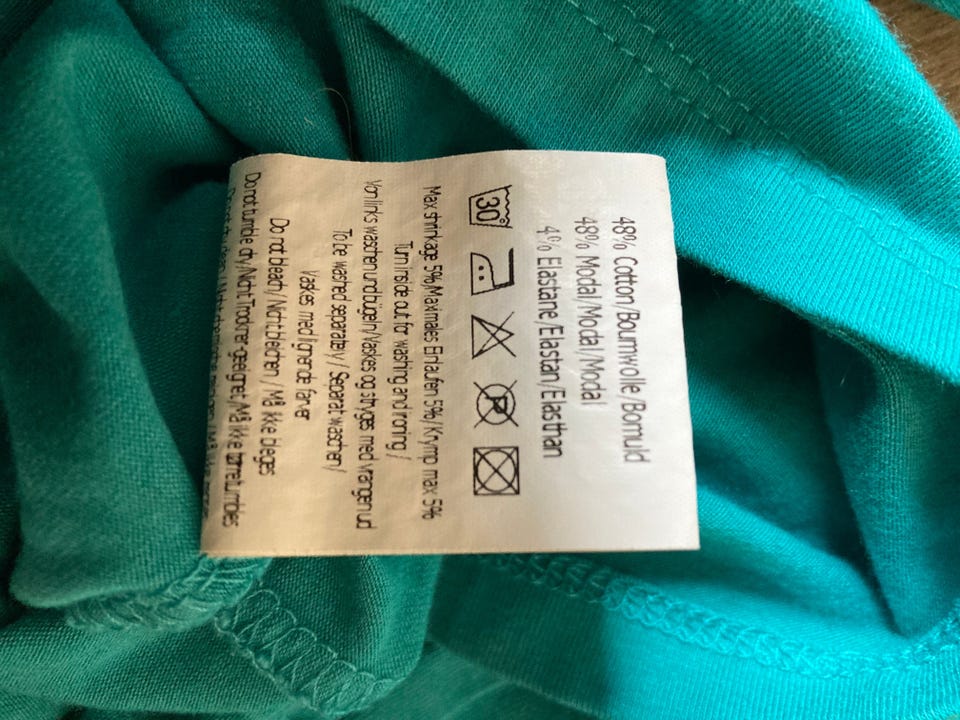 48% Cotton/Boumwolle/Bomuld
48% Modal/Modal/Modal
4% Elastane/Elastan/Elasthan
30°
P
Max shrinkage 5%/Maximales Einlaufen 5%/ Krymp max 5%
Turn inside out for washing and ironing /
Von links waschen und bügeln/Vaskes og stryges med vrangen ud
To be washed separately / Separat waschen/
Vaskes med lignende farver
Do not bleach / Nicht bleichen / Må ikke bleges
Do not tumble dry/Nicht Trockner-geeignet/Må ikke tørretumbles